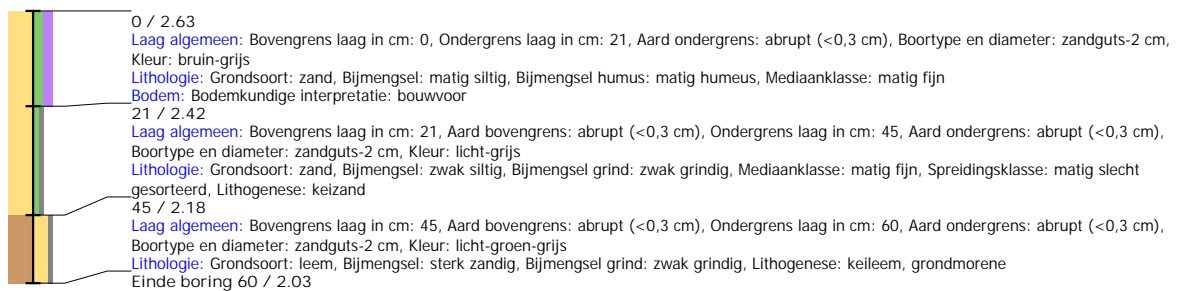 0 / 2.63
Laag algemeen: Bovengrens laag in cm: 0, Ondergrens laag in cm: 21, Aard ondergrens: abrupt (<0,3 cm), Boortype en diameter: zandguts-2 cm,
Kleur: bruin-grijs
Lithologie: Grondsoort: zand, Bijmengsel: matig siltig, Bijmengsel humus: matig humeus, Mediaanklasse: matig fijn
Bodem: Bodemkundige interpretatie: bouwvoor
21 / 2.42
Laag algemeen: Bovengrens laag in cm: 21, Aard bovengrens: abrupt (<0,3 cm), Ondergrens laag in cm: 45, Aard ondergrens: abrupt (<0,3 cm),
Boortype en diameter: zandguts-2 cm, Kleur: licht-grijs
Lithologie: Grondsoort: zand, Bijmengsel: zwak siltig, Bijmengsel grind: zwak grindig, Mediaanklasse: matig fijn, Spreidingsklasse: matig slecht
gesorteerd, Lithogenese: keizand
45 / 2.18
Laag algemeen: Bovengrens laag in cm: 45, Aard bovengrens: abrupt (<0,3 cm), Ondergrens laag in cm: 60, Aard ondergrens: abrupt (<0,3 cm),
Boortype en diameter: zandguts-2 cm, Kleur: licht-groen-grijs
Lithologie: Grondsoort: leem, Bijmengsel: sterk zandig, Bijmengsel grind: zwak grindig, Lithogenese: keileem, grondmorene
Einde boring 60 / 2.03